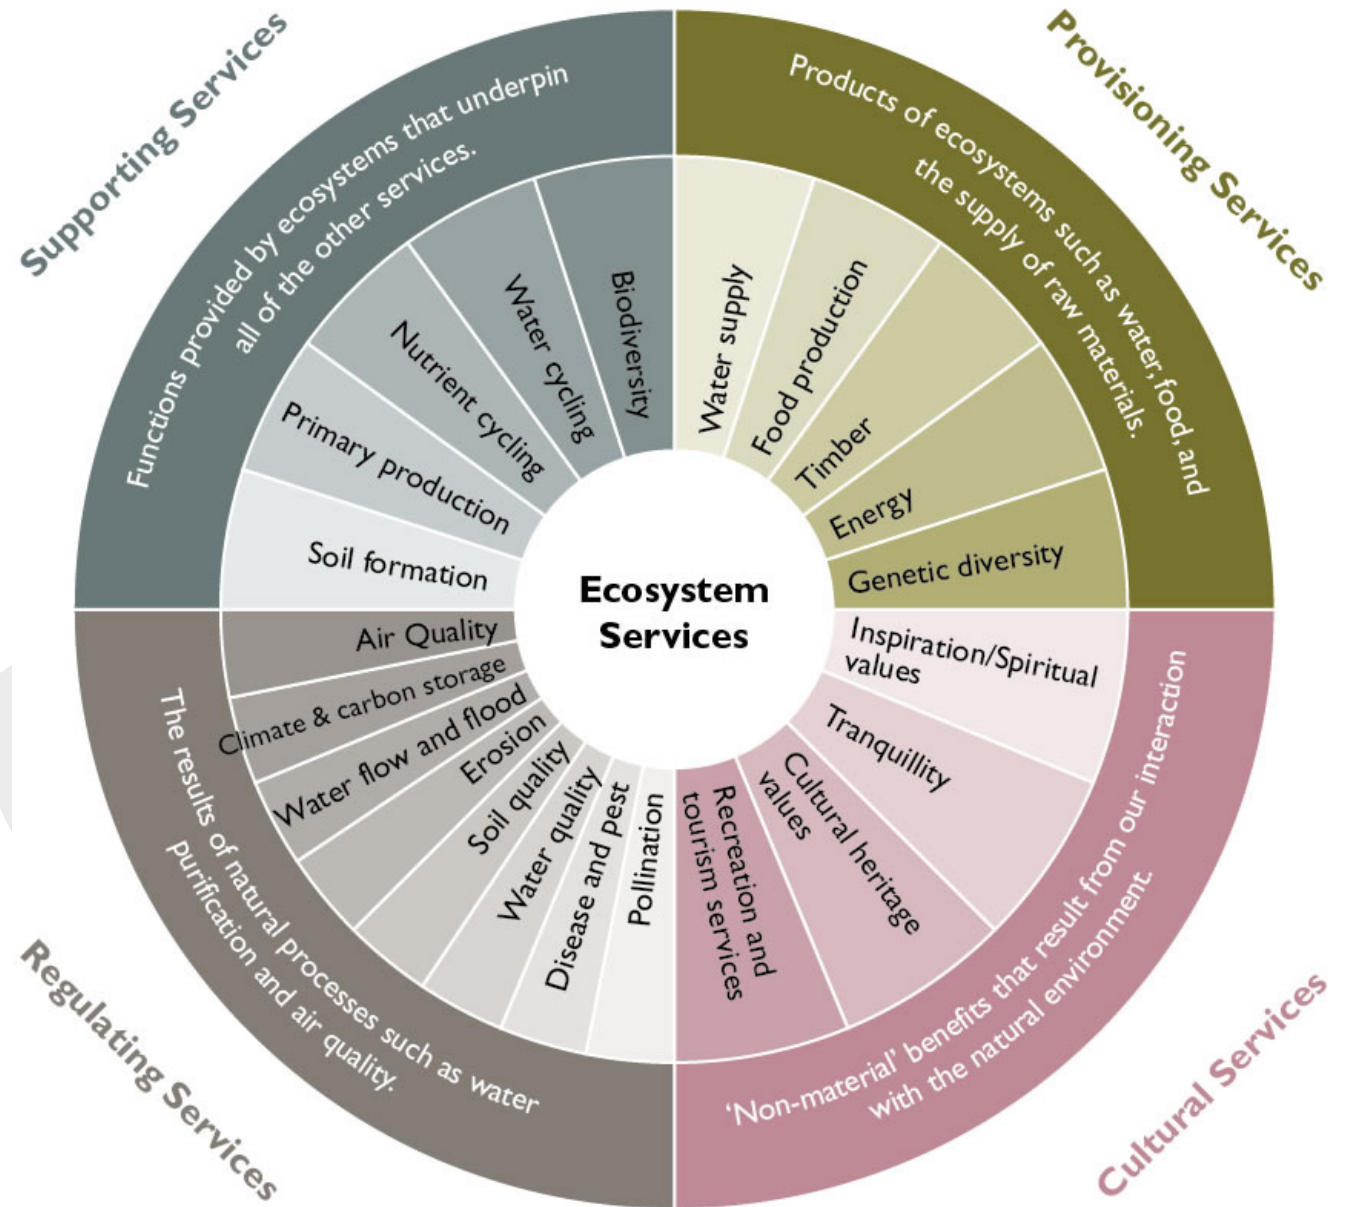 Supporting Services
Functions provided by ecosystems that underpin
all of the other services.
Soil formation
Primary production
Nutrient cycling
Water cycling
Biodiversity
Provisioning Services
Products of ecosystems such as water, food, and
the supply of raw materials.
Water supply
Food production
Timber
Energy
Genetic diversity
Ecosystem
Services
Cultural Services
'Non-material' benefits that result from our interaction
with the natural environment.
Inspiration/Spiritual
values
Tranquillity
Cultural heritage
values
Recreation and
tourism services
Regulating Services
The results of natural processes such as water
purification and air quality.
Air Quality
Climate & carbon storage
Water flow and flood
Erosion
Soil quality
Water quality
Disease and pest
Pollination